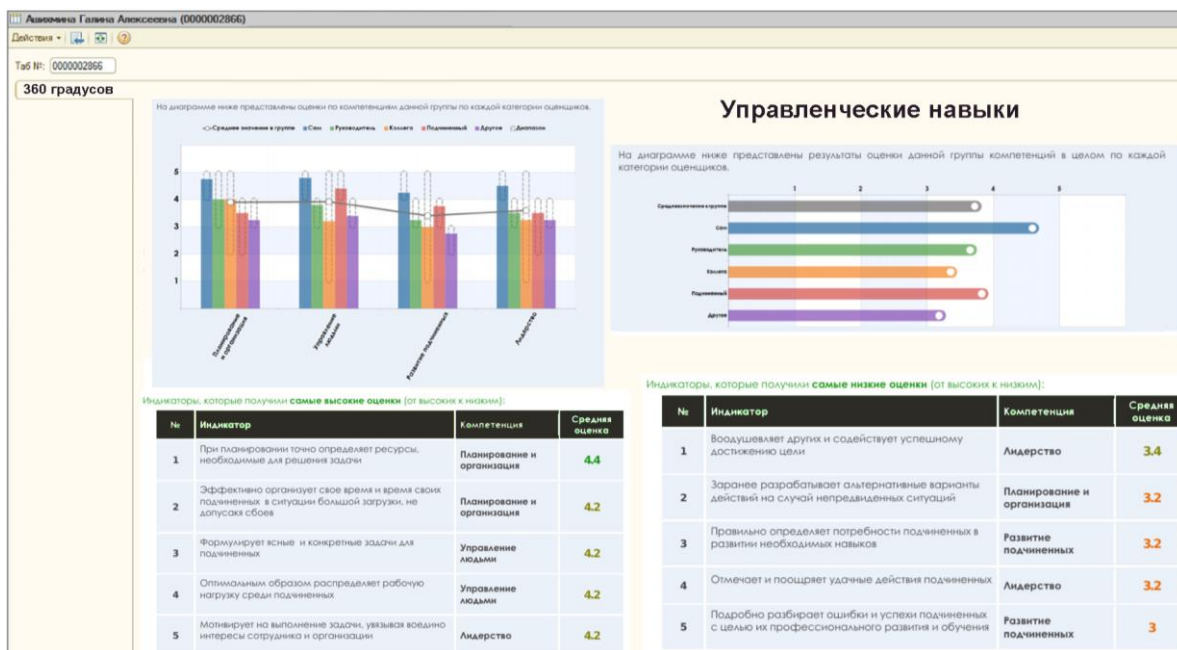 Ашихмина Галина Алексеевна (0000002866)
Действия
Таб №: 0000002866
360 градусов
На диаграмме ниже представлены оценки по компетенциям данной группы по каждой категории оценщиков.
Среднее значение в группе Сам Руководитель Коллега Подчиненный Другое Диапазон
5
4
3
2
1
Планирование
и организация
Управление
людьми
Развитие подчиненных
Лидерство
Управленческие навыки
На диаграмме ниже представлены результаты оценки данной группы компетенций в целом по каждой
категории оценщиков.
1 2 3 4 5
Среднее значение в группе
Сам
Руководитель
Коллега
Подчиненный
Другое
Индикаторы, которые получили самые высокие оценки (от высоких к низким):
№ Индикатор Компетенция Средняя
оценка
1 При планировании точно определяет ресурсы,
необходимые для решения задачи Планирование и
организация 4.4
2 Эффективно организует свое время и время своих
подчиненных в ситуации большой загрузки, не
допуская сбоев Планирование и
организация 4.2
3 Формулирует ясные и конкретные задачи для
подчиненных Управление
людьми 4.2
4 Оптимальным образом распределяет рабочую
нагрузку среди подчиненных Управление
людьми 4.2
5 Мотивирует на выполнение задачи, увязывая воедино
интересы сотрудника и организации Лидерство 4.2
Индикаторы, которые получили самые низкие оценки (от высоких к низким):
№ Индикатор Компетенция Средняя
оценка
1 Воодушевляет других и содействует успешному
достижению цели Лидерство 3.4
2 Заранее разрабатывает альтернативные варианты
действий на случай непредвиденных ситуаций Планирование и
организация 3.2
3 Правильно определяет потребности подчиненных в
развитии необходимых навыков Развитие
подчиненных 3.2
4 Отмечает и поощряет удачные действия подчиненных Лидерство 3.2
5 Подробно разбирает ошибки и успехи подчиненных
с целью их профессионального развития и обучения Развитие
подчиненных 3